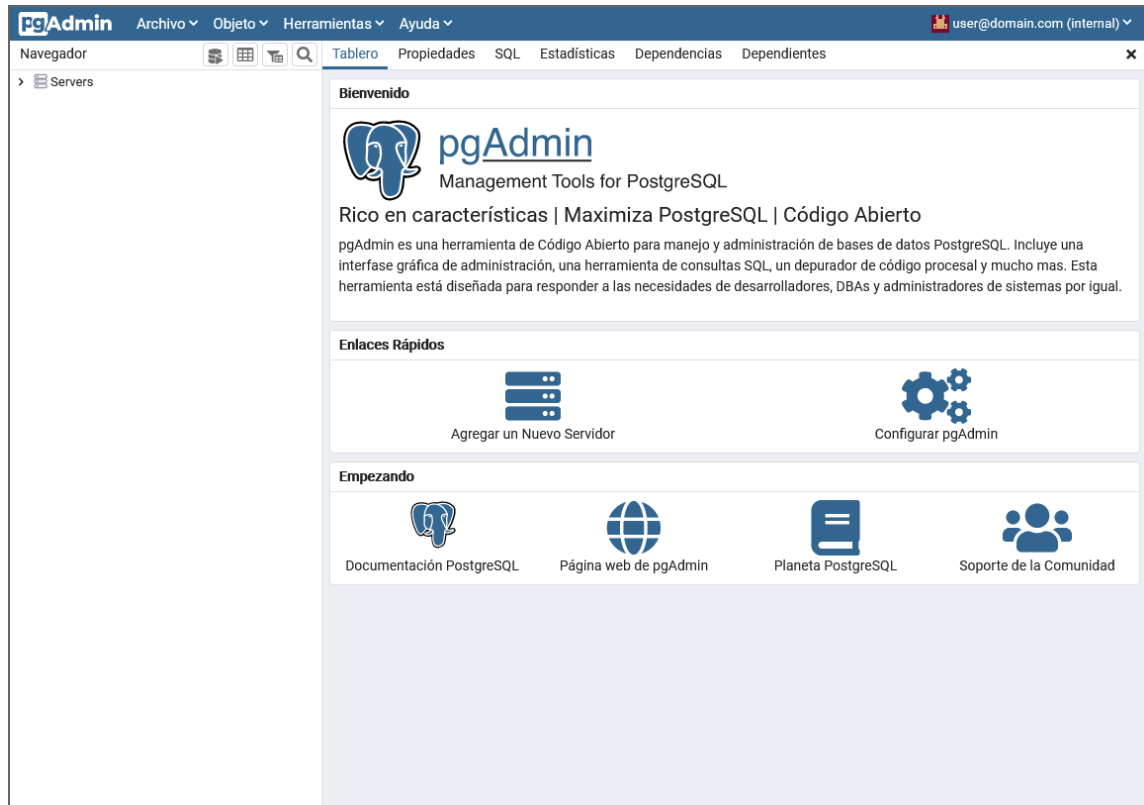 pgAdmin Archivo Objeto Herramientas Ayuda user@domain.com (internal)
Navegador
Tablero Propiedades SQL Estadísticas Dependencias Dependientes
Servers
Bienvenido
pgAdmin
Management Tools for PostgreSQL
Rico en características | Maximiza PostgreSQL | Código Abierto
pgAdmin es una herramienta de Código Abierto para manejo y administración de bases de datos PostgreSQL. Incluye una
interfase gráfica de administración, una herramienta de consultas SQL, un depurador de código procesal y mucho mas. Esta
herramienta está diseñada para responder a las necesidades de desarrolladores, DBAs y administradores de sistemas por igual.
Enlaces Rápidos
Agregar un Nuevo Servidor Configurar pgAdmin
Empezando
Documentación PostgreSQL Página web de pgAdmin Planeta PostgreSQL Soporte de la Comunidad